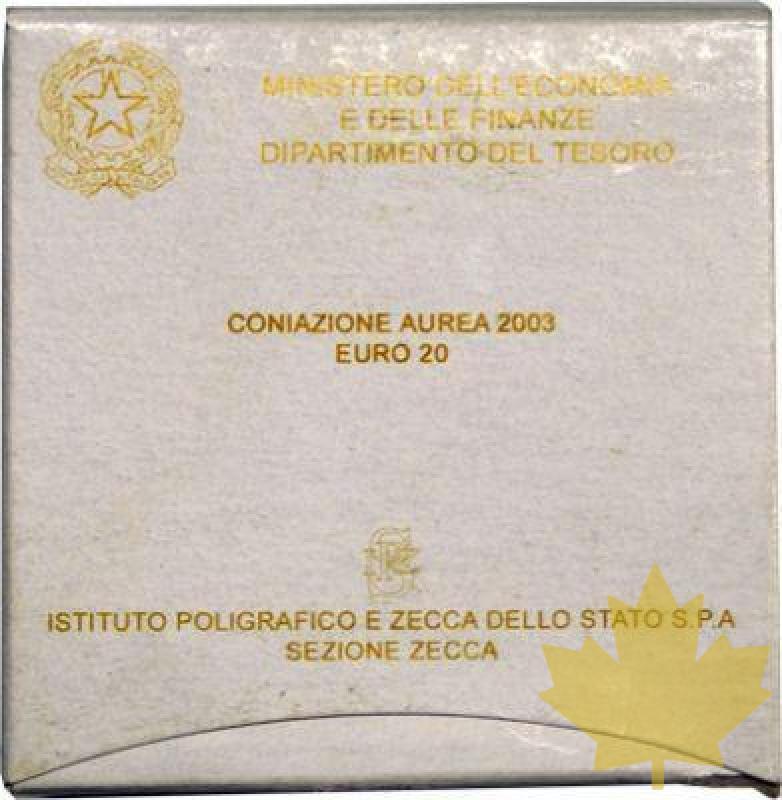 MINISTERO DELL'ECONOMIA
E DELLE FINANZE
DIPARTIMENTO DEL TESORO
CONIAZIONE AUREA 2003
EURO 20
ISTITUTO POLIGRAFICO E ZECCA DELLO STATO S.P.A
SEZIONE ZECCA